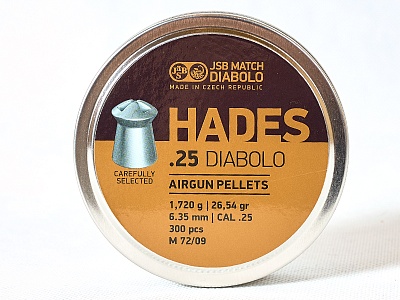 JSB
JSB MATCH
DIABOLO
MADE IN CZECH REPUBLIC
HADES
.25 DIABOLO
CAREFULLY
SELECTED
AIRGUN PELLETS
1,720 g | 26,54 gr
6.35 mm | CAL .25
300 pcs
M 72/09